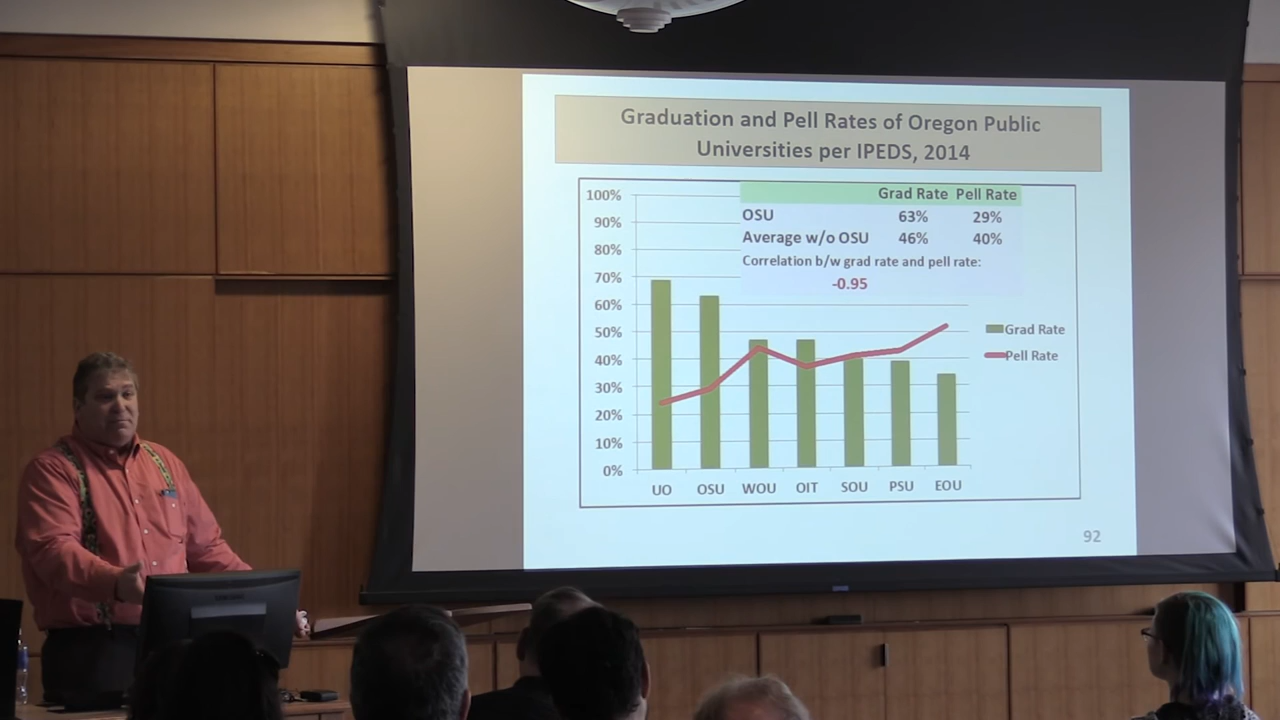 Graduation and Pell Rates of Oregon Public
Universities per IPEDS, 2014
Grad Rate Pell Rate
OSU 63% 29%
Average w/o OSU 46% 40%
Correlation b/w grad rate and pell rate:
-0.95
100%
90%
80%
70%
60%
50%
40%
30%
20%
10%
0%
UO OSU WOU OIT SOU PSU EOU
Grad Rate
Pell Rate
92